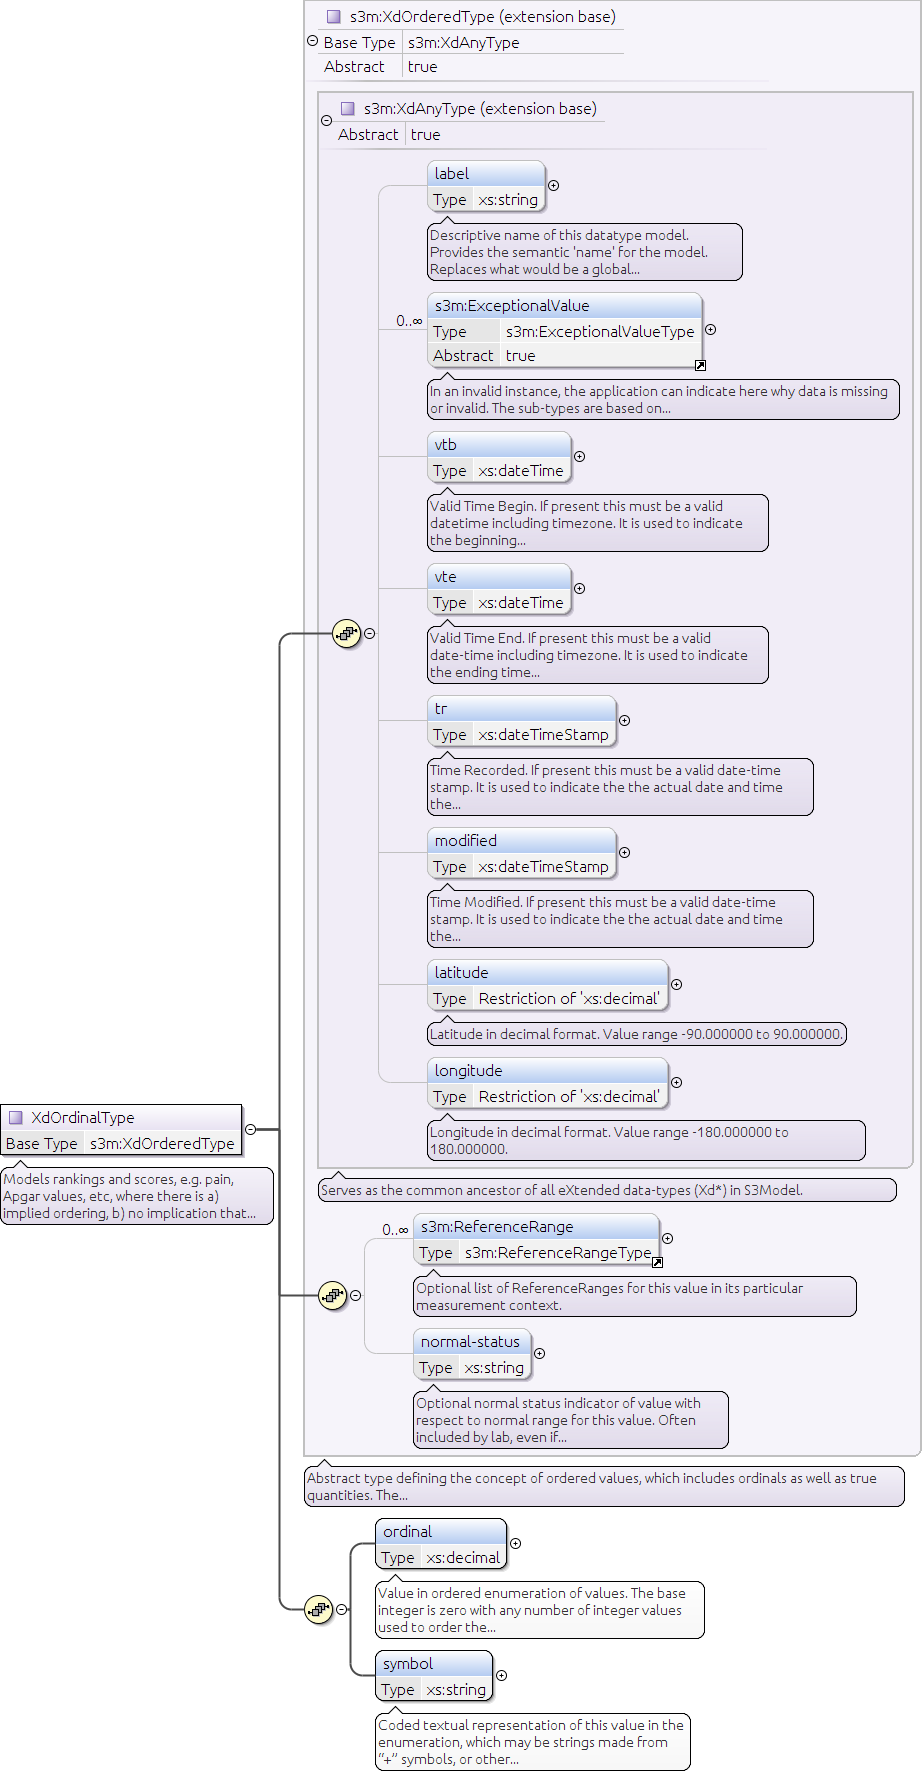 s3m:XdOrderedType (extension base)
Base Type s3m:XdAnyType
Abstract true
s3m:XdAnyType (extension base)
Abstract true
label
Type xs:string
Descriptive name of this datatype model.
Provides the semantic 'name' for the model.
Replaces what would be a global...
0..∞
s3m:ExceptionalValue
Type s3m:ExceptionalValueType
Abstract true
In an invalid instance, the application can indicate here why data is missing
or invalid. The sub-types are based on...
vtb
Type xs:dateTime
Valid Time Begin. If present this must be a valid
datetime including timezone. It is used to indicate
the beginning...
vte
Type xs:dateTime
Valid Time End. If present this must be a valid
date-time including timezone. It is used to indicate
the ending time...
tr
Type xs:dateTimeStamp
Time Recorded. If present this must be a valid date-time
stamp. It is used to indicate the the actual date and time
the...
modified
Type xs:dateTimeStamp
Time Modified. If present this must be a valid date-time
stamp. It is used to indicate the the actual date and time
the...
latitude
Type Restriction of 'xs:decimal'
Latitude in decimal format. Value range -90.000000 to 90.000000.
longitude
Type Restriction of 'xs:decimal'
Longitude in decimal format. Value range -180.000000 to
180.000000.
XdOrdinalType
Base Type s3m:XdOrderedType
Models rankings and scores, e.g. pain,
Apgar values, etc, where there is a)
implied ordering, b) no implication that...
Serves as the common ancestor of all eXtended data-types (Xd*) in S3Model.
0..∞
s3m:ReferenceRange
Type s3m:ReferenceRangeType
Optional list of ReferenceRanges for this value in its particular
measurement context.
normal-status
Type xs:string
Optional normal status indicator of value with
respect to normal range for this value. Often
included by lab, even if...
Abstract type defining the concept of ordered values, which includes ordinals as well as true
quantities. The...
ordinal
Type xs:decimal
Value in ordered enumeration of values. The base
integer is zero with any number of integer values
used to order the...
symbol
Type xs:string
Coded textual representation of this value in the
enumeration, which may be strings made from
“+” symbols, or other...